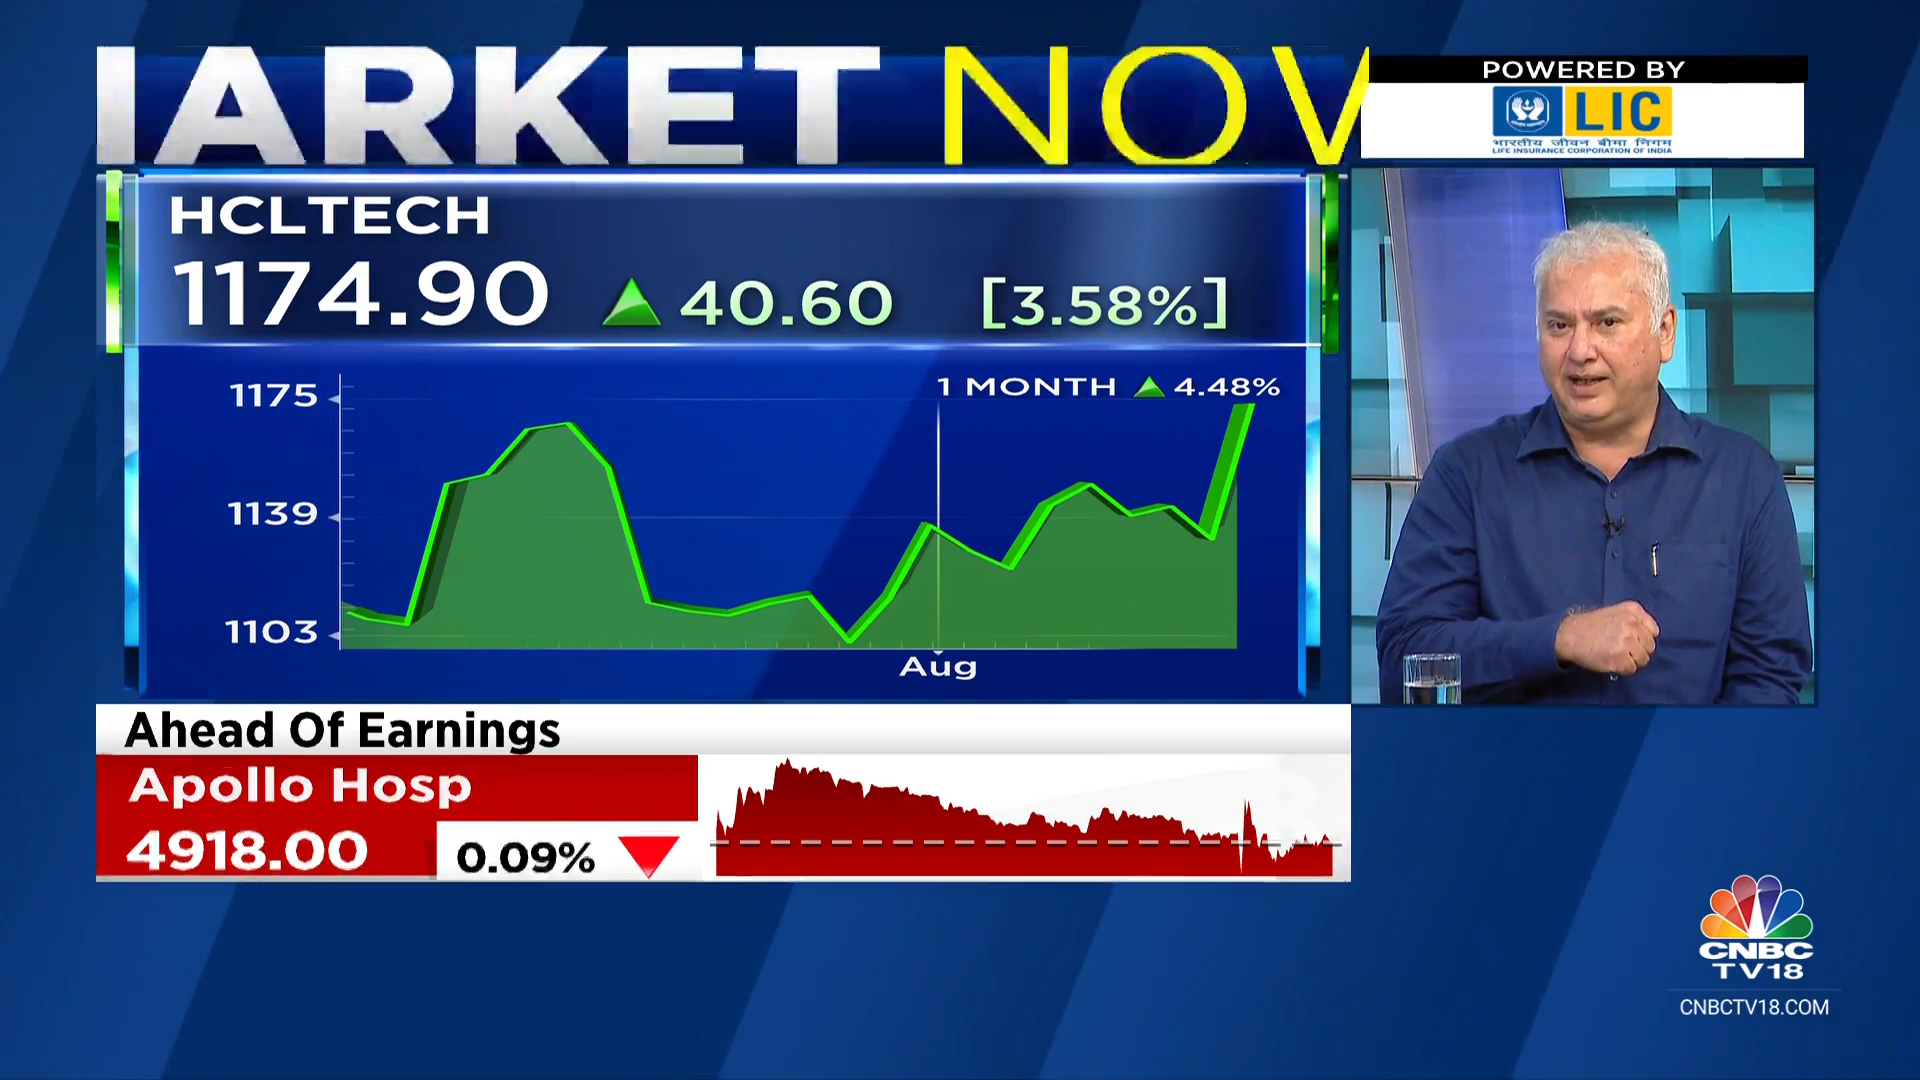 MARKET NOW
POWERED BY
LIC
भारतीय जीवन बीमा निगम
LIFE INSURANCE CORPORATION OF INDIA
HCLTECH
1174.90 ▲ 40.60 [3.58%]
1 MONTH ▲ 4.48%
1175
1139
1103
Aug
Ahead Of Earnings
Apollo Hosp
4918.00 0.09% ▼
CNBC
TV18
CNBCTV18.COM